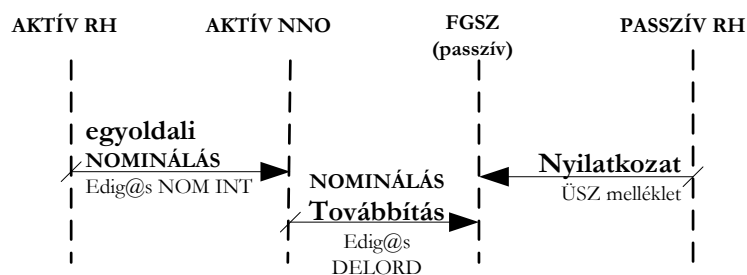 AKTÍV RH
AKTÍV NNO
FGSZ
(passzív)
PASSZÍV RH
egyoldali
NOMINÁLÁS
Edig@s NOM INT
NOMINÁLÁS
Továbbítás
Edig@s
DELORD
Nyilatkozat
ÜSZ melléklet